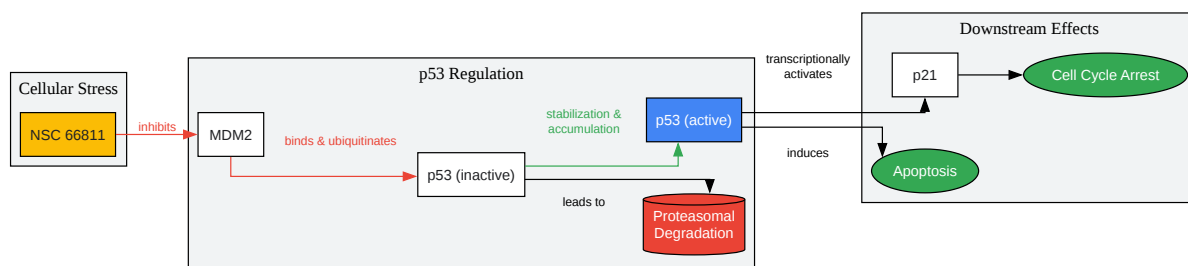 Cellular Stress
NSC 66811
inhibits
p53 Regulation
MDM2
binds & ubiquitinates
p53 (inactive)
stabilization &
accumulation
p53 (active)
leads to
Proteasomal
Degradation
transcriptionally
activates
induces
Downstream Effects
p21
Cell Cycle Arrest
Apoptosis